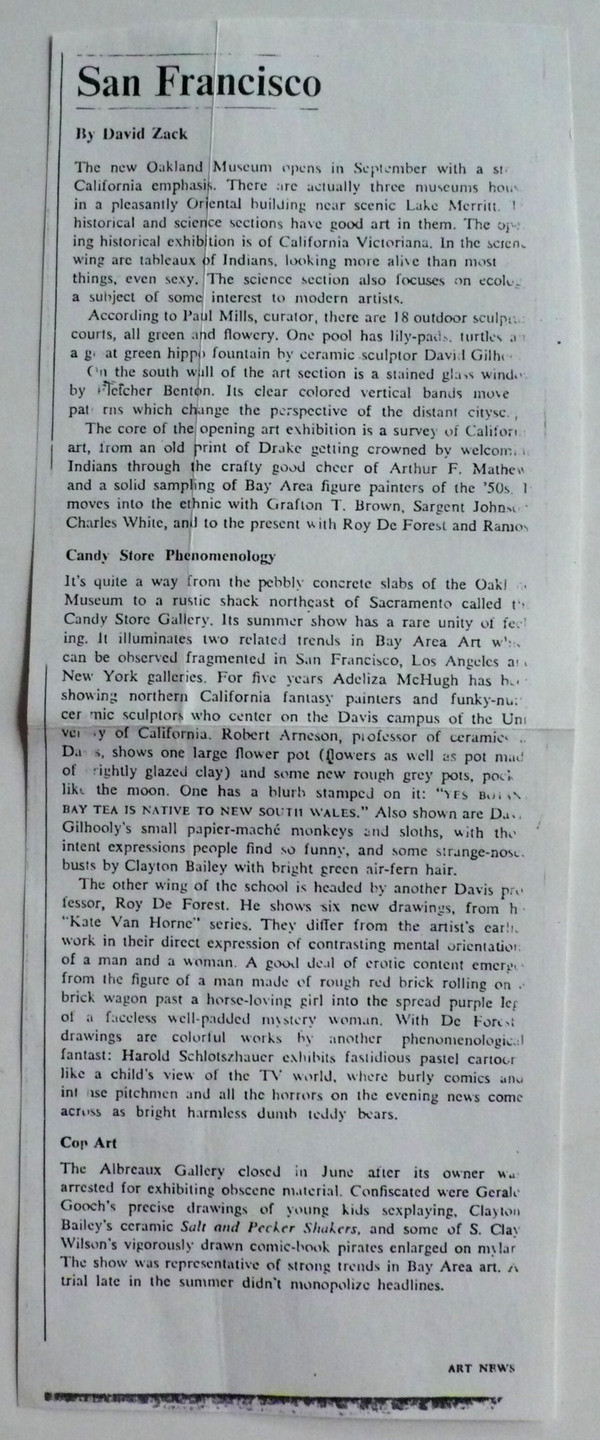 San Francisco
By David Zack
The new Oakland Museum opens in September with a
California emphasis. There are actually three museums
in a pleasantly Oriental building near scenic Lake Merritt.
historical and science sections have good art in them. The
ing historical exhibition is of California Victoriana. In the
wing are tableaux of Indians, looking more alive than most
things, even sexy. The science section also focuses on
a subject of some interest to modern artists.
According to Paul Mills, curator, there are 18 outdoor
courts, all green and flowery. One pool has lily-pads, turtles
a great green hippo fountain by ceramic sculptor David
On the south wall of the art section is a stained glass
by Fletcher Benton. Its clear colored vertical bands move
which change the perspective of the distant
The core of the opening art exhibition is a survey of
art, from an old print of Drake getting crowned by
Indians through the crafty good cheer of Arthur F.
and a solid sampling of Bay Area figure painters of the '50s.
moves into the ethnic with Grafton T. Brown, Sargent
Charles White, and to the present with Roy De Forest and Ramos
Candy Store Phenomenology
It's quite a way from the pebbly concrete slabs of the
Museum to a rustic shack northeast of Sacramento called
Candy Store Gallery. Its summer show has a rare unity of
ing. It illuminates two related trends in Bay Area Art
can be observed fragmented in San Francisco, Los Angeles
New York galleries. For five years Adeliza McHugh has
showing northern California fantasy painters and
sculptors who center on the Davis campus of the
of California. Robert Arneson, professor of
shows one large flower pot (flowers as well as pot
of glazed clay) and some new rough grey pots,
like the moon. One has a blurb stamped on it: "YES
BAY TEA IS NATIVE TO NEW SOUTH WALES." Also shown are
Gilhooly's small papier-maché monkeys and sloths, with the
intent expressions people find so funny, and some
busts by Clayton Bailey with bright green air-fern hair.
The other wing of the school is headed by another Davis
fessor, Roy De Forest. He shows six new drawings, from
"Kate Van Horne" series. They differ from the artist's
work in their direct expression of contrasting mental
of a man and a woman. A good deal of erotic content
from the figure of a man made of rough red brick rolling on
brick wagon past a horse-loving girl into the spread purple
of a faceless well-padded mystery woman. With De Forest
drawings are colorful works by another phenomenological
fantast: Harold Schlotszhauer exhibits fastidious pastel
like a child's view of the TV world, where burly comics and
pitchmen and all the horrors on the evening news come
across as bright harmless dumb teddy bears.
Cop Art
The Albreaux Gallery closed in June after its owner
arrested for exhibiting obscene material. Confiscated were
Gooch's precise drawings of young kids sexplaying, Clayton
Bailey's ceramic Salt and Pecker Shakers, and some of S. Clay
Wilson's vigorously drawn comic-book pirates enlarged on mylar
The show was representative of strong trends in Bay Area art. A
trial late in the summer didn't monopolize headlines.
ART NEWS